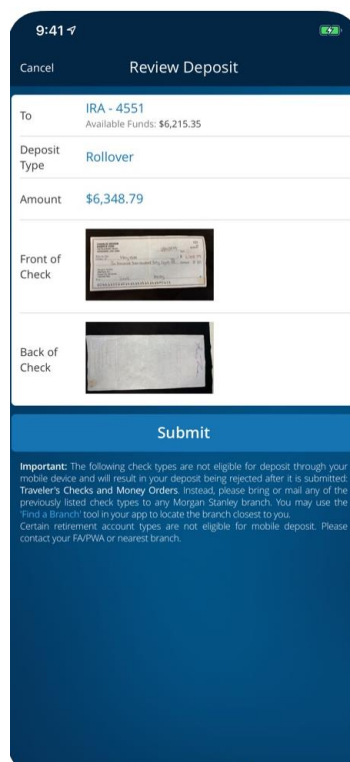 9:41
Cancel
Review Deposit
To
IRA - 4551
Available Funds: $6,215.35
Deposit
Type
Rollover
Amount
$6,348.79
Front of
Check
Back of
Check
Submit
Important: The following check types are not eligible for deposit through your
mobile device and will result in your deposit being rejected after it is submitted:
Traveler's Checks and Money Orders. Instead, please bring or mail any of the
previously listed check types to any Morgan Stanley branch. You may use the
'Find a Branch' tool in your app to locate the branch closest to you.
Certain retirement account types are not eligible for mobile deposit. Please
contact your FA/PWA or nearest branch.